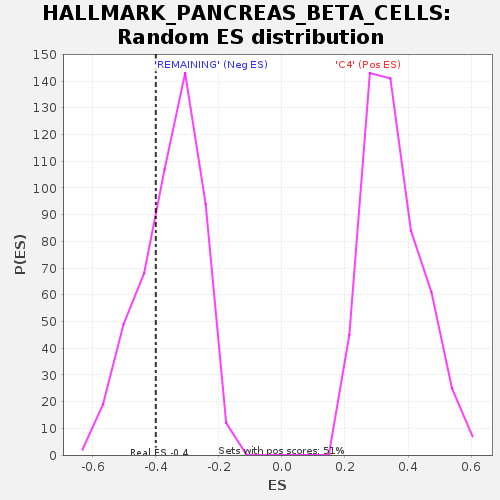 HALLMARK_PANCREAS_BETA_CELLS:
Random ES distribution
'REMAINING' (Neg ES)
'C4' (Pos ES)
150
140
130
120
110
100
90
80
70
60
50
40
30
20
10
0
P(ES)
Real ES -0.4
Sets with pos scores: 51%
-0.6 -0.4 -0.2 0.0 0.2 0.4 0.6
ES